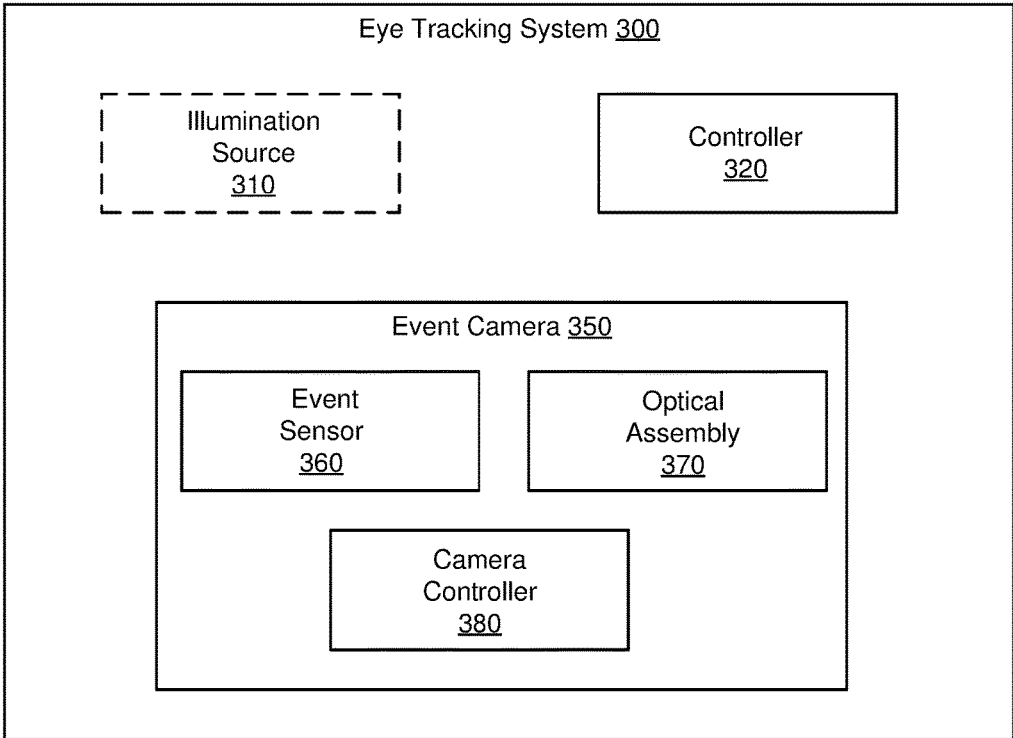 Eye Tracking System 300
Illumination
Source
310
Controller
320
Event Camera 350
Event
Sensor
360
Optical
Assembly
370
Camera
Controller
380